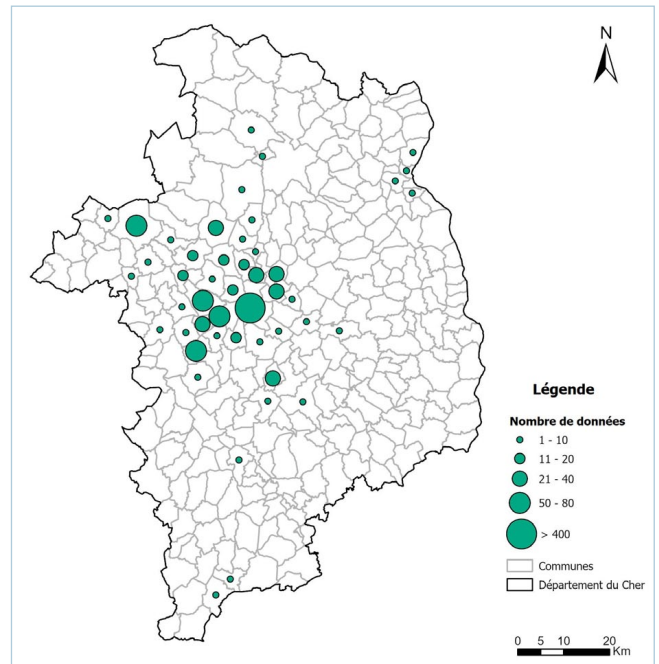 N
Légende
Nombre de données
1 - 10
11 - 20
21 - 40
50 - 80
> 400
Communes
Département du Cher
0 5 10 20
Km